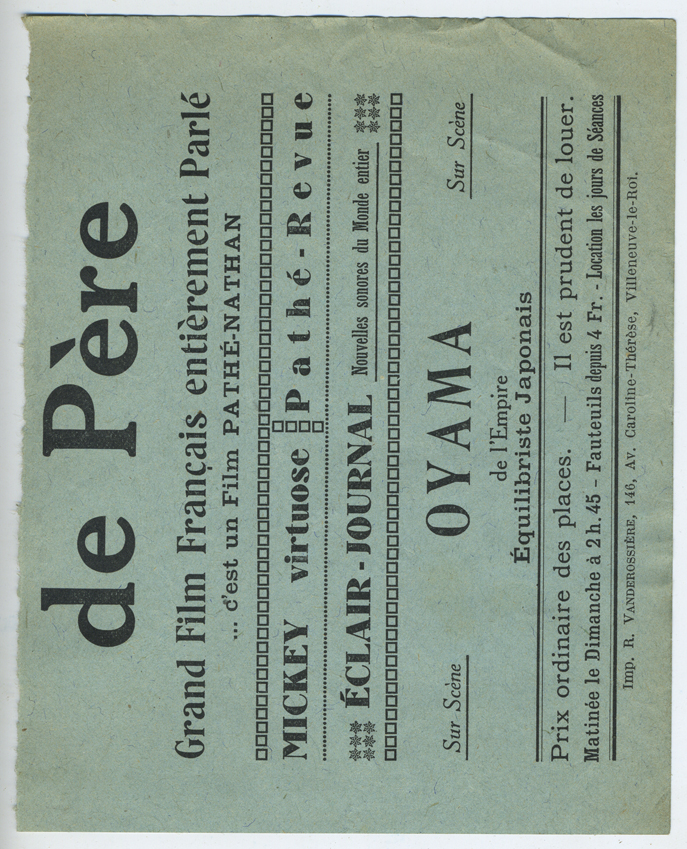 de Père
Grand Film Français entièrement Parlé
... c'est un Film PATHÉ-NATHAN
MICKEY virtuose Pathé-Revue
ÉCLAIR-JOURNAL Nouvelles sonores du Monde entier
Sur Scène OYAMA Sur Scène
de l'Empire
Équilibriste Japonais
Prix ordinaire des places. — Il est prudent de louer.
Matinée le Dimanche à 2 h. 45 - Fauteuils depuis 4 Fr. - Location les jours de Séances
Imp. R. VANDEROSSIÈRE, 146, Av. Caroline-Thérèse, Villeneuve-le-Roi.